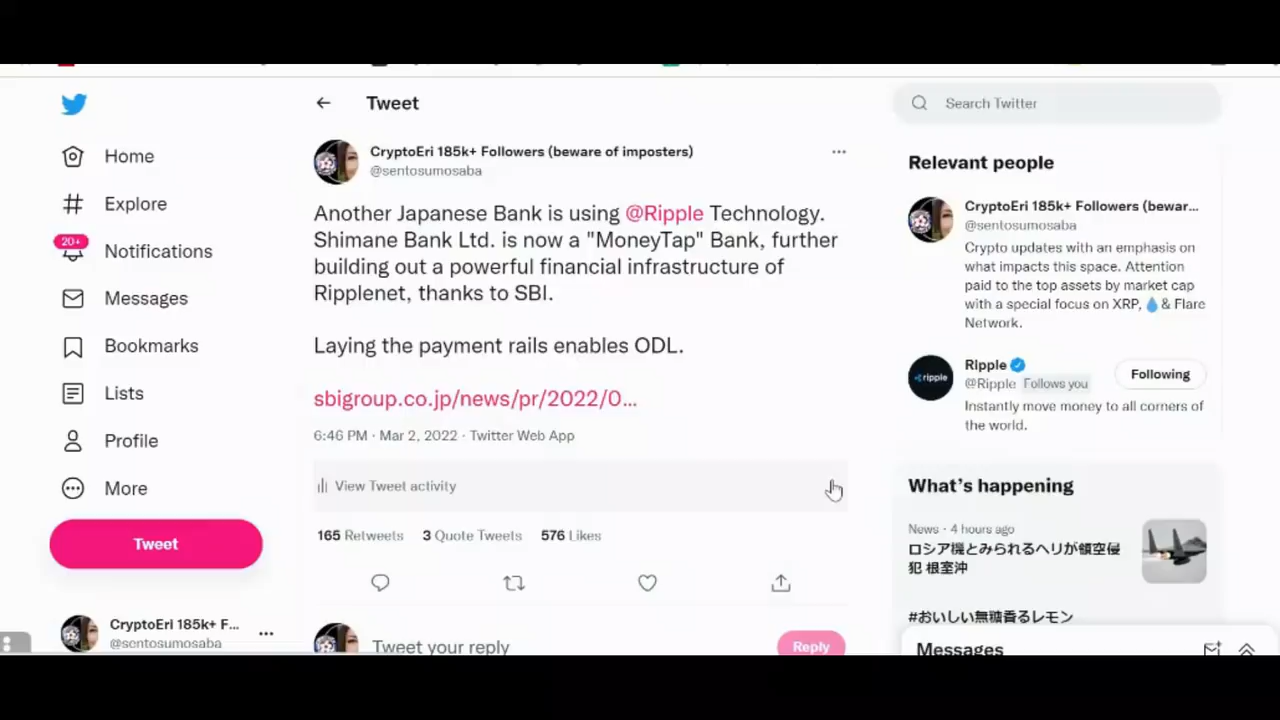 Tweet
Search Twitter
Home
Explore
20+
Notifications
Messages
Bookmarks
Lists
Profile
More
Tweet
CryptoEri 185k+ F...
@sentosumosaba
CryptoEri 185k+ Followers (beware of imposters)
@sentosumosaba
Another Japanese Bank is using @Ripple Technology.
Shimane Bank Ltd. is now a "MoneyTap" Bank, further
building out a powerful financial infrastructure of
Ripplenet, thanks to SBI.
Laying the payment rails enables ODL.
sbigroup.co.jp/news/pr/2022/0...
6:46 PM · Mar 2, 2022 · Twitter Web App
View Tweet activity
165 Retweets 3 Quote Tweets 576 Likes
Tweet your reply
Reply
Relevant people
CryptoEri 185k+ Followers (bewar...
@sentosumosaba
Crypto updates with an emphasis on
what impacts this space. Attention
paid to the top assets by market cap
with a special focus on XRP, 💧& Flare
Network.
ripple
Ripple
@Ripple Follows you
Following
Instantly move money to all corners of
the world.
What's happening
News · 4 hours ago
ロシア機とみられるヘリが領空侵
犯 根室沖
#おいしい無糖香るレモン
Messages